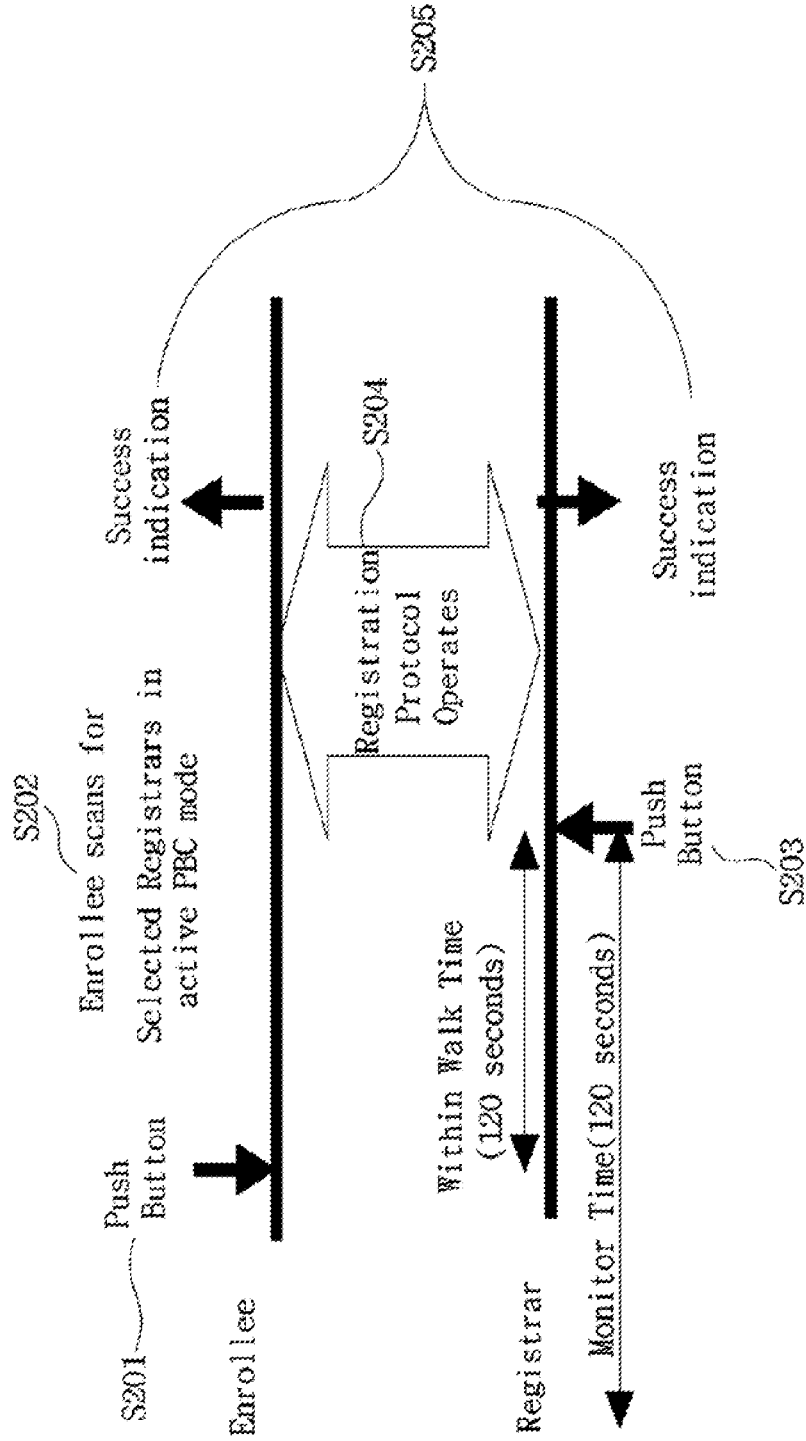 S201
Push
Button
S202
Enrollee scans for
Selected Registrars in
active PBC mode
Success
indication
Enrollee
Registration
Protocol
Operates
S204
S205
Within Walk Time
(120 seconds)
Registrar
Monitor Time(120 seconds)
Push
Button
S203
Success
indication